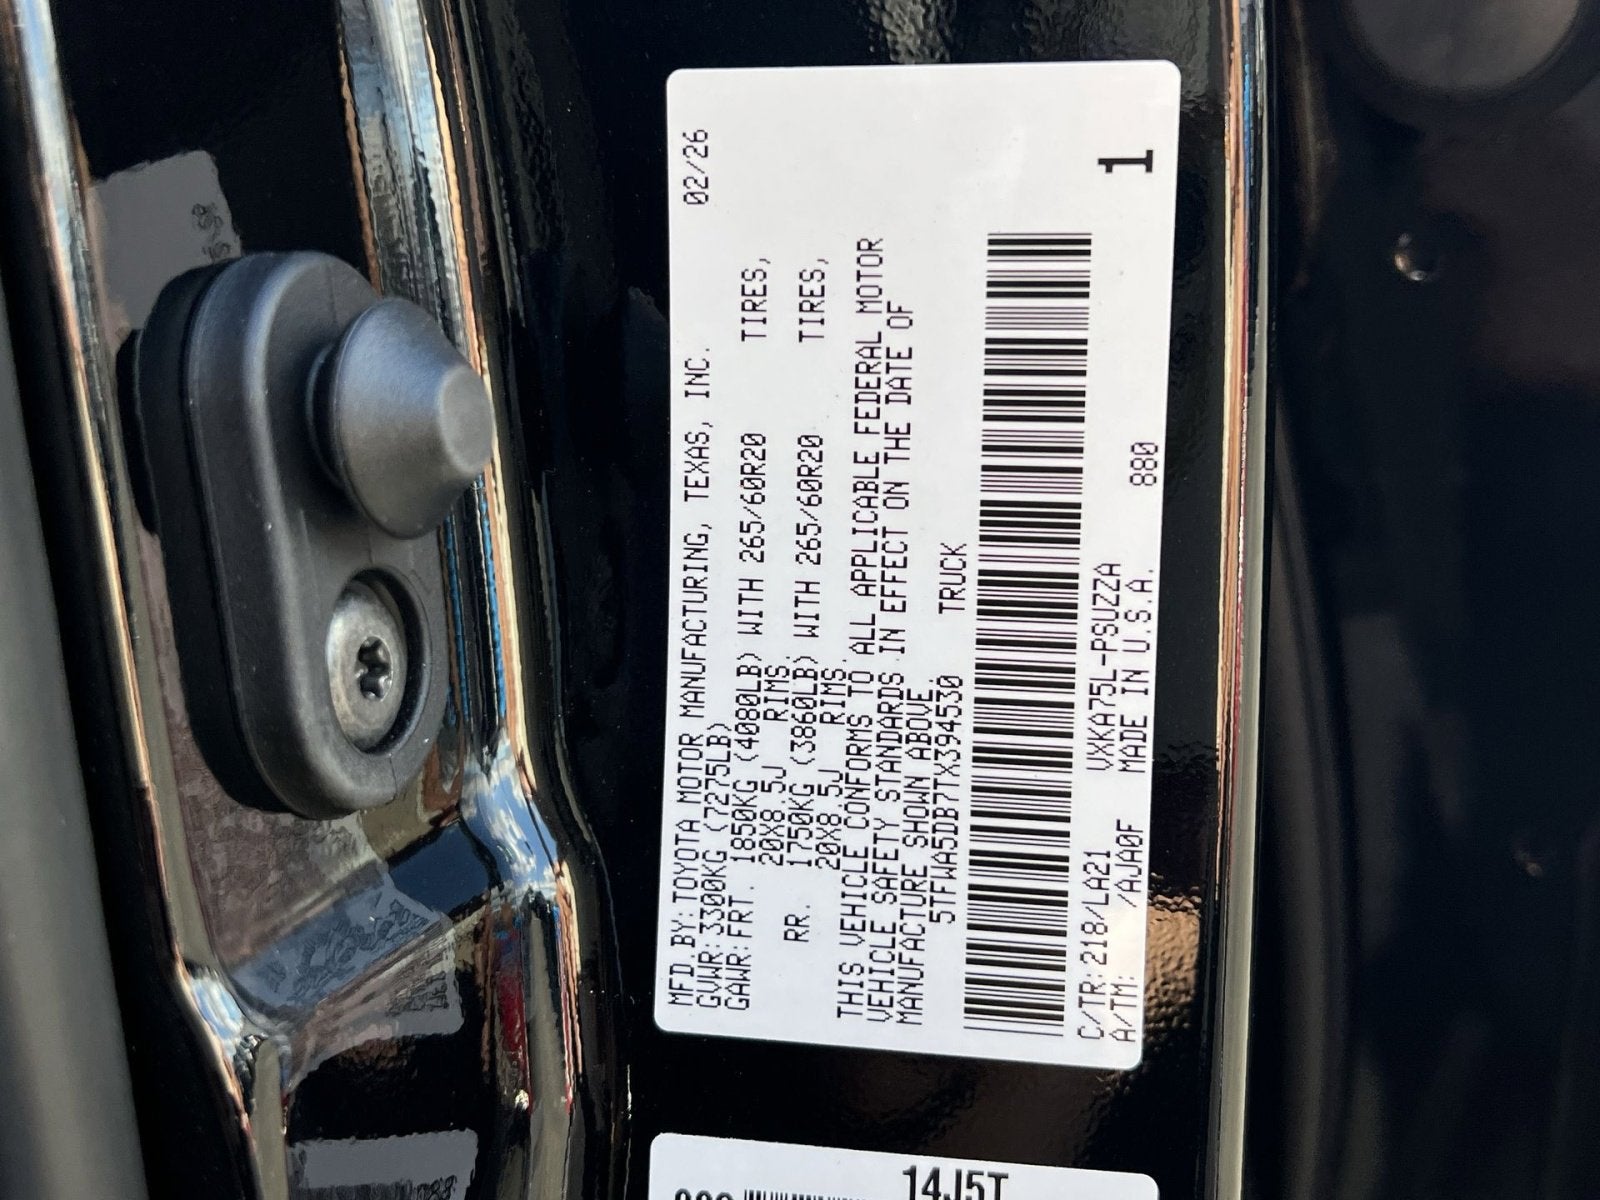 02/26
MFD.BY:TOYOTA MOTOR MANUFACTURING, TEXAS, INC.
GVWR:3300KG (7275LB)
GAWR:FRT. 1850KG (4080LB) WITH 265/60R20 TIRES,
20X8.5J RIMS.
RR. 1750KG (3860LB) WITH 265/60R20 TIRES,
20X8.5J RIMS.
THIS VEHICLE CONFORMS TO ALL APPLICABLE FEDERAL MOTOR
VEHICLE SAFETY STANDARDS IN EFFECT ON THE DATE OF
MANUFACTURE SHOWN ABOVE.
5TFWA5DB7TX394530 TRUCK
C/TR:218/LA21 VXKA75L-PSUZZA
A/TM: /AJA0F MADE IN U.S.A. 880
1
14J5T